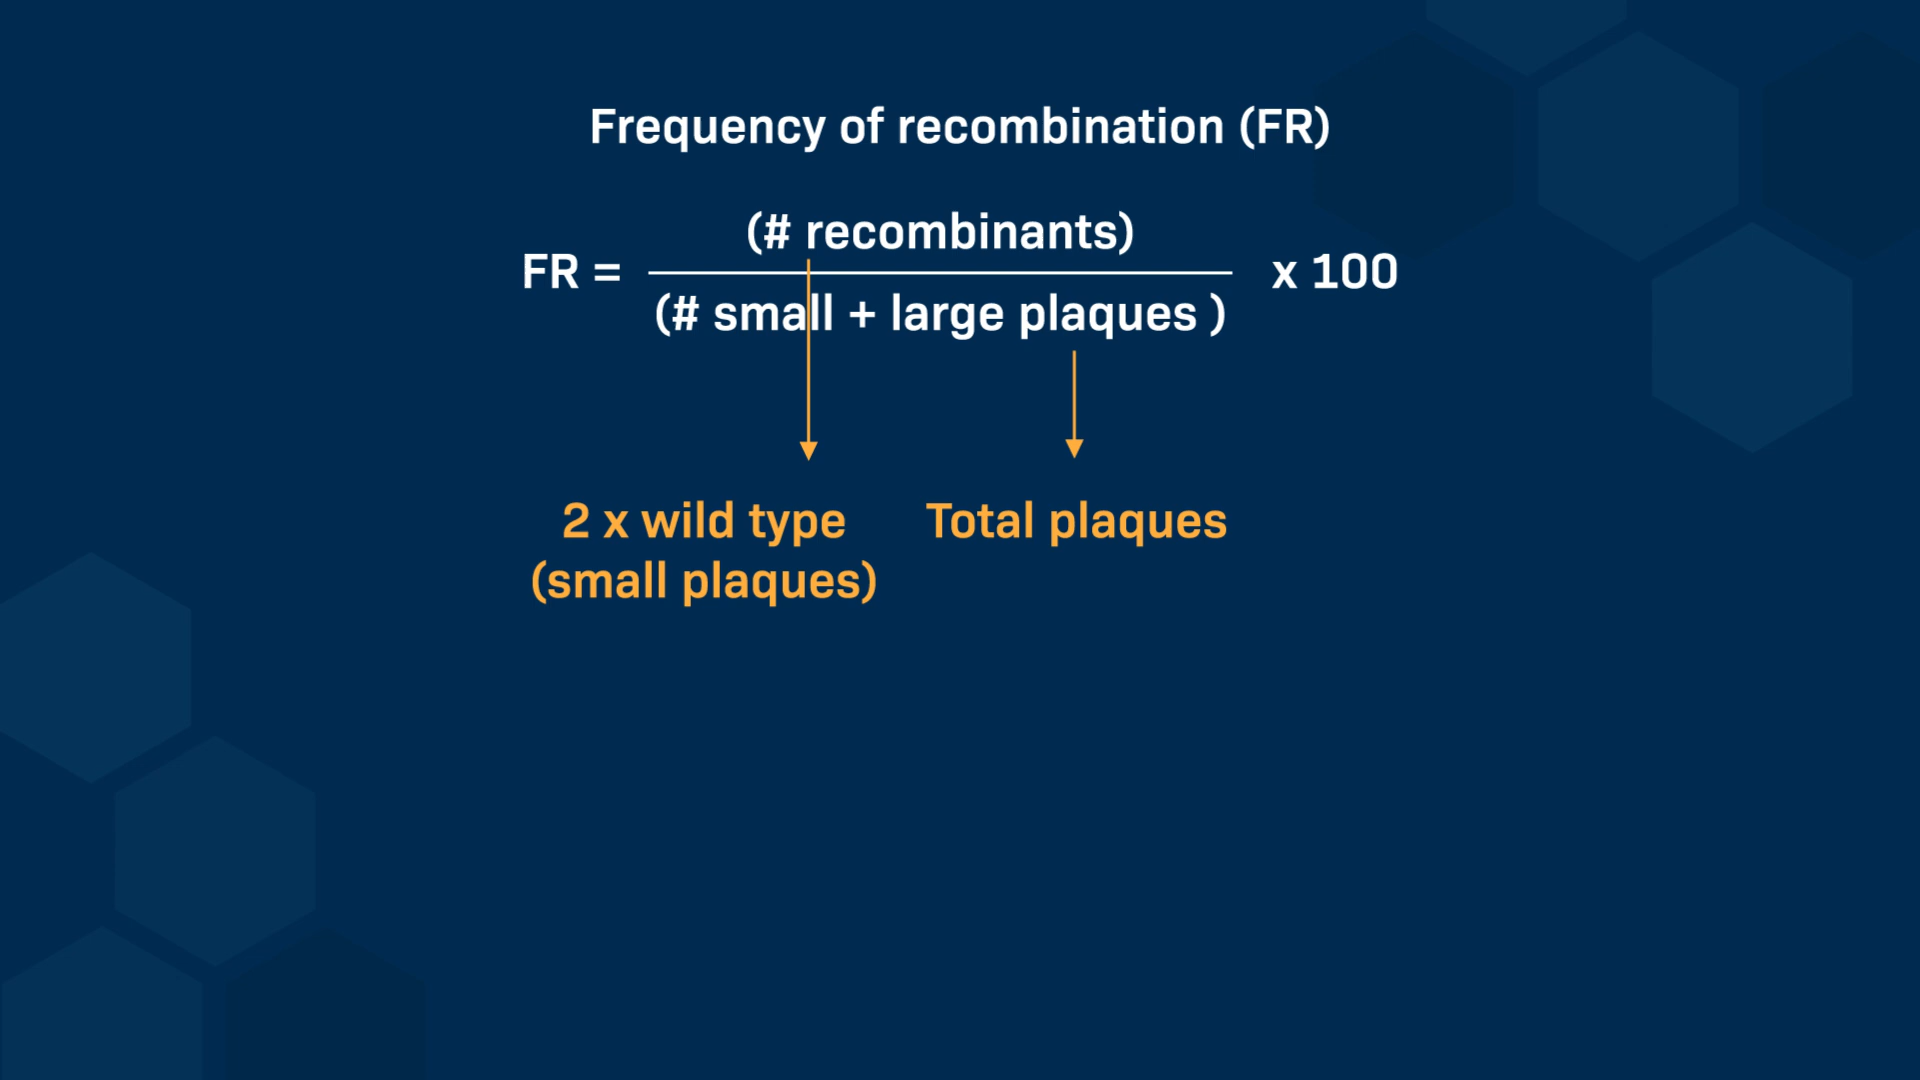 Frequency of recombination (FR)
(# recombinants)
FR = x 100
(# small + large plaques )
2 x wild type Total plaques
(small plaques)